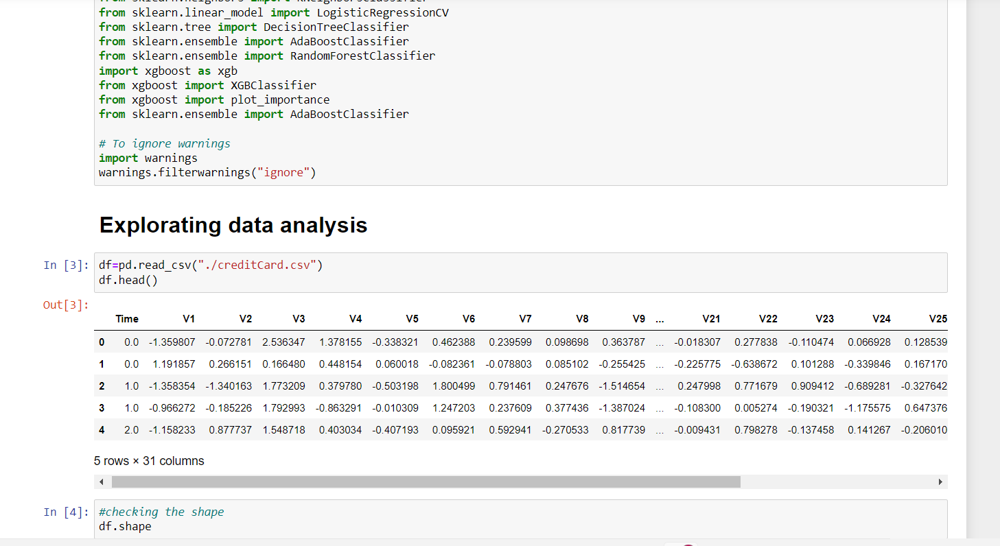 from sklearn.neighbors import KNeighborsClassifier
from sklearn.linear_model import LogisticRegressionCV
from sklearn.tree import DecisionTreeClassifier
from sklearn.ensemble import AdaBoostClassifier
from sklearn.ensemble import RandomForestClassifier
import xgboost as xgb
from xgboost import XGBClassifier
from xgboost import plot_importance
from sklearn.ensemble import AdaBoostClassifier
# To ignore warnings
import warnings
warnings.filterwarnings("ignore")
Explorating data analysis
In [3]: df=pd.read_csv("./creditCard.csv")
df.head()
Out[3]:
Time V1 V2 V3 V4 V5 V6 V7 V8 V9 ... V21 V22 V23 V24 V25
0 0.0 -1.359807 -0.072781 2.536347 1.378155 -0.338321 0.462388 0.239599 0.098698 0.363787 ... -0.018307 0.277838 -0.110474 0.066928 0.128539
1 0.0 1.191857 0.266151 0.166480 0.448154 0.060018 -0.082361 -0.078803 0.085102 -0.255425 ... -0.225775 -0.638672 0.101288 -0.339846 0.167170
2 1.0 -1.358354 -1.340163 1.773209 0.379780 -0.503198 1.800499 0.791461 0.247676 -1.514654 ... 0.247998 0.771679 0.909412 -0.689281 -0.327642
3 1.0 -0.966272 -0.185226 1.792993 -0.863291 -0.010309 1.247203 0.237609 0.377436 -1.387024 ... -0.108300 0.005274 -0.190321 -1.175575 0.647376
4 2.0 -1.158233 0.877737 1.548718 0.403034 -0.407193 0.095921 0.592941 -0.270533 0.817739 ... -0.009431 0.798278 -0.137458 0.141267 -0.206010
5 rows × 31 columns
In [4]: #checking the shape
df.shape